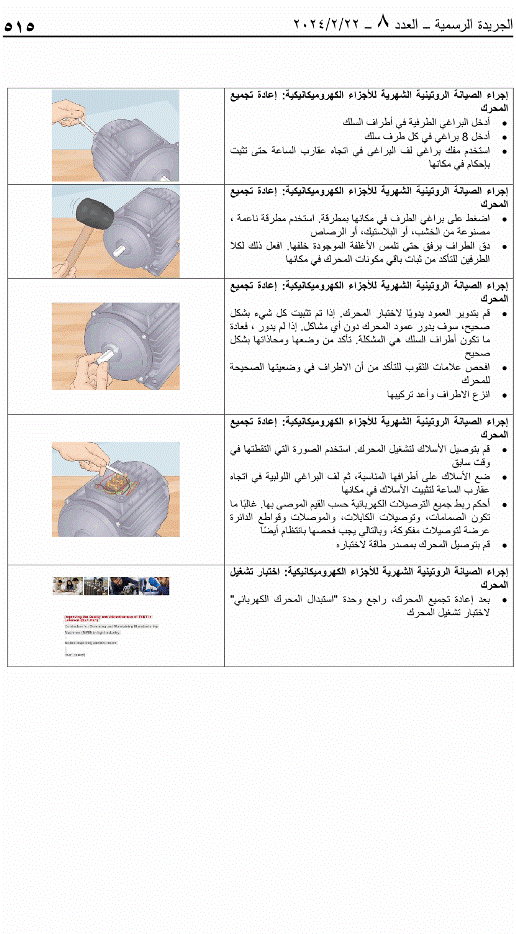 الجريدة الرسمية – العدد ٨ – ٢٠٢٤/٢/٢٢
٥١٥
إجراء الصيانة الروتينية الشهرية للأجزاء الكهروميكانيكية: إعادة تجميع
المحرك
• أدخل البراغي الطرفية في أطراف السلك
• أدخل 8 براغي في كل طرف سلك
• استخدم مفك براغى لف البراغى فى اتجاه عقارب الساعة حتى تثبت
بإحكام في مكانها
إجراء الصيانة الروتينية الشهرية للأجزاء الكهروميكانيكية: إعادة تجميع
المحرك
• اضغط على براغي الطرف في مكانها بمطرقة. استخدم مطرقة ناعمة ،
مصنوعة من الخشب، أو البلاستيك، أو الرصاص
• دق الطراف برفق حتى تلمس الأغلفة الموجودة خلفها. افعل ذلك لكلا
الطرفين للتأكد من ثبات باقي مكونات المحرك في مكانها
إجراء الصيانة الروتينية الشهرية للأجزاء الكهروميكانيكية: إعادة تجميع
المحرك
• قم بتدوير العمود يدويًا لاختبار المحرك. إذا تم تثبيت كل شيء بشكل
صحيح، سوف يدور عمود المحرك دون أي مشاكل. إذا لم يدور ، فعادة
ما تكون أطراف السلك هي المشكلة. تأكد من وضعها ومحاذاتها بشكل
صحيح
• افحص علامات الثقوب للتأكد من أن الاطراف في وضعيتها الصحيحة
للمحرك
• انزع الاطراف وأعد تركيبها
إجراء الصيانة الروتينية الشهرية للأجزاء الكهروميكانيكية: إعادة تجميع
المحرك
• قم بتوصيل الأسلاك لتشغيل المحرك. استخدم الصورة التي التقطتها في
وقت سابق
• ضع الأسلاك على أطرافها المناسبة، ثم لف البراغي اللولبية في اتجاه
عقارب الساعة لتثبيت الأسلاك في مكانها
• أحكم ربط جميع التوصيلات الكهربائية حسب القيم الموصى بها. غالبًا ما
تكون الصمامات، وتوصيلات الكابلات، والموصلات وقواطع الدائرة
عرضة لتوصيلات مفكوكة، وبالتالي يجب فحصها بانتظام أيضًا
• قم بتوصيل المحرك بمصدر طاقة لاختباره
إجراء الصيانة الروتينية الشهرية للأجزاء الكهروميكانيكية: اختبار تشغيل
المحرك
• بعد إعادة تجميع المحرك، راجع وحدة "استبدال المحرك الكهربائي"
لاختبار تشغيل المحرك